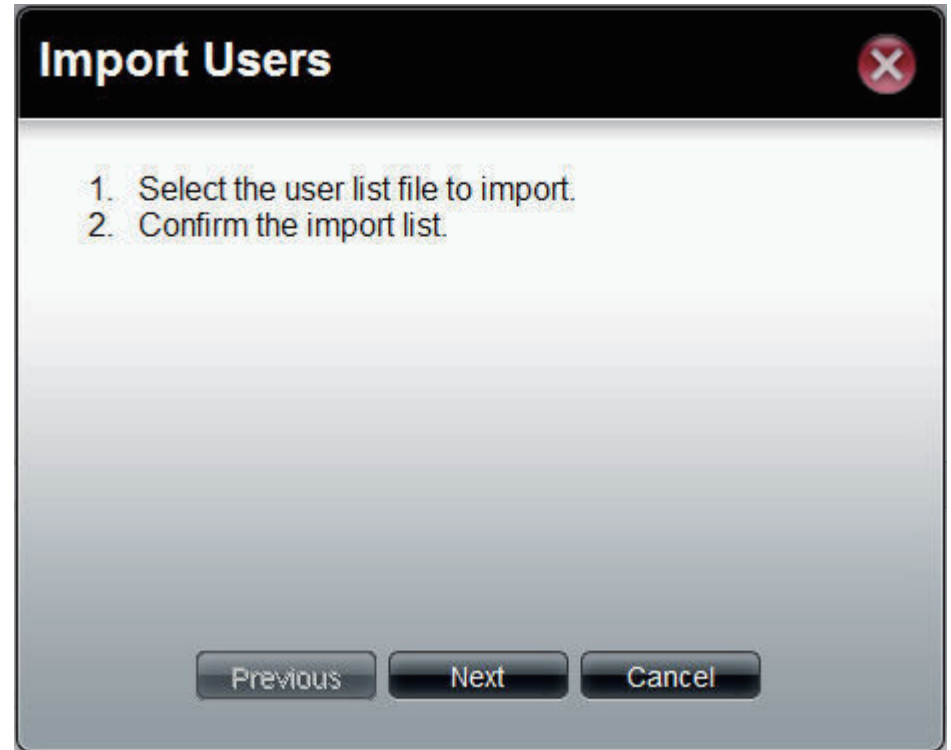 Import Users
1. Select the user list file to import.
2. Confirm the import list.
Previous Next Cancel